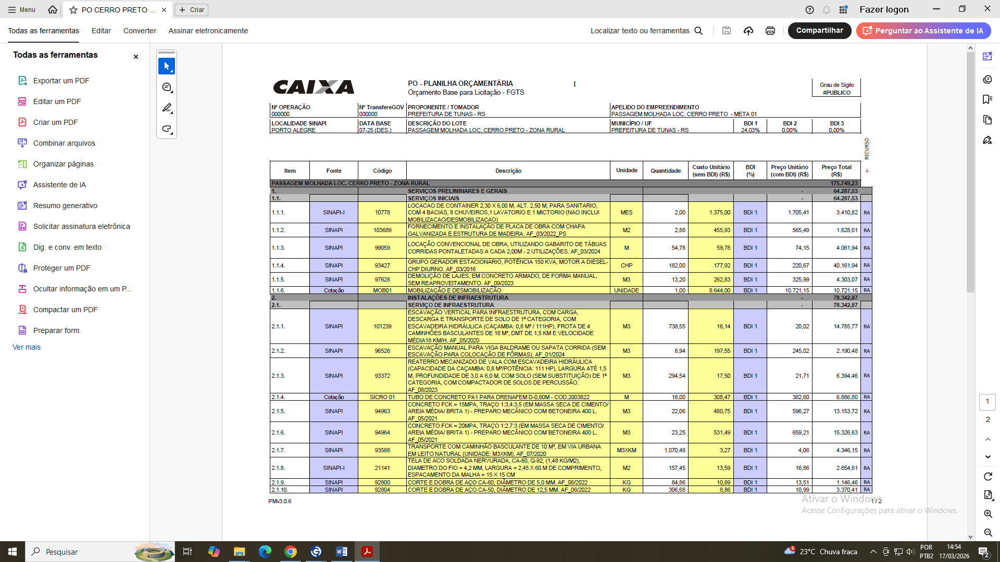 Menu
PO CERRO PRETO ...
Criar
Fazer logon
Todas as ferramentas
Editar
Converter
Assinar eletronicamente
Localizar texto ou ferramentas
Compartilhar
Perguntar ao Assistente de IA
Todas as ferramentas
Exportar um PDF
Editar um PDF
Criar um PDF
Combinar arquivos
Organizar páginas
Assistente de IA
Resumo generativo
Solicitar assinatura eletrônica
Dig. e conv. em texto
Proteger um PDF
Ocultar informação em um P...
Compactar um PDF
Preparar form.
Ver mais
CAIXA
PO - PLANILHA ORÇAMENTÁRIA
Orçamento Base para Licitação - FGTS
Grau de Sigilo
#PUBLICO
Nº OPERAÇÃO Nº TransfereGOV PROPONENTE / TOMADOR APELIDO DO EMPREENDIMENTO
000000 000000 PREFEITURA DE TUNAS - RS PASSAGEM MOLHADA LOC. CERRO PRETO - META 01
LOCALIDADE SINAPI DATA BASE DESCRIÇÃO DO LOTE MUNICÍPIO / UF BDI 1 BDI 2 BDI 3
PORTO ALEGRE 07-25 (DES.) PASSAGEM MOLHADA LOC. CERRO PRETO - ZONA RURAL PREFEITURA DE TUNAS - RS 24,03% 0,00% 0,00%
RECURSO
↓
Item Fonte Código Descrição Unidade Quantidade Custo Unitário (sem BDI) (R$) BDI (%) Preço Unitário (com BDI) (R$) Preço Total (R$)
PASSAGEM MOLHADA LOC. CERRO PRETO - ZONA RURAL 175.749,23
1. SERVIÇOS PRELIMINARES E GERAIS - 64.287,53
1.1. SERVIÇOS INICIAIS - 64.287,53
LOCACAO DE CONTAINER 2,30 X 6,00 M, ALT. 2,50 M, PARA SANITARIO,
1.1.1. SINAPI-I 10778 COM 4 BACIAS, 8 CHUVEIROS,1 LAVATORIO E 1 MICTORIO (NAO INCLUI MES 2,00 1.375,00 BDI 1 1.705,41 3.410,82 RA
MOBILIZACAO/DESMOBILIZACAO)
1.1.2. SINAPI 103689 FORNECIMENTO E INSTALAÇÃO DE PLACA DE OBRA COM CHAPA M2 2,88 455,93 BDI 1 565,49 1.628,61 RA
GALVANIZADA E ESTRUTURA DE MADEIRA. AF_03/2022_PS
1.1.3. SINAPI 99059 LOCAÇÃO CONVENCIONAL DE OBRA, UTILIZANDO GABARITO DE TÁBUAS M 54,78 59,78 BDI 1 74,15 4.061,94 RA
CORRIDAS PONTALETADAS A CADA 2,00M - 2 UTILIZAÇÕES. AF_03/2024
1.1.4. SINAPI 93427 GRUPO GERADOR ESTACIONÁRIO, POTÊNCIA 150 KVA, MOTOR A DIESEL- CHP 182,00 177,92 BDI 1 220,67 40.161,94 RA
CHP DIURNO. AF_03/2016
1.1.5. SINAPI 97628 DEMOLIÇÃO DE LAJES, EM CONCRETO ARMADO, DE FORMA MANUAL, M3 13,20 262,83 BDI 1 325,99 4.303,07 RA
SEM REAPROVEITAMENTO. AF_09/2023
1.1.6. Cotação MOB01 MOBILIZAÇÃO E DESMOBILIZAÇÃO UNIDADE 1,00 8.644,00 BDI 1 10.721,15 10.721,15 RA
2. INSTALAÇÕES DE INFRAESTRUTURA - 78.342,87
2.1. SERVIÇO DE INFRAESTRUTURA - 78.342,87
ESCAVAÇÃO VERTICAL PARA INFRAESTRUTURA, COM CARGA,
DESCARGA E TRANSPORTE DE SOLO DE 1ª CATEGORIA, COM
2.1.1. SINAPI 101239 ESCAVADEIRA HIDRÁULICA (CAÇAMBA: 0,8 M³ / 111HP), FROTA DE 4 M3 738,55 16,14 BDI 1 20,02 14.785,77 RA
CAMINHÕES BASCULANTES DE 18 M³, DMT DE 1,5 KM E VELOCIDADE
MÉDIA18 KM/H. AF_05/2020
2.1.2. SINAPI 96526 ESCAVAÇÃO MANUAL PARA VIGA BALDRAME OU SAPATA CORRIDA (SEM M3 8,94 197,55 BDI 1 245,02 2.190,48 RA
ESCAVAÇÃO PARA COLOCAÇÃO DE FÔRMAS). AF_01/2024
REATERRO MECANIZADO DE VALA COM ESCAVADEIRA HIDRÁULICA
(CAPACIDADE DA CAÇAMBA: 0,8 M³/POTÊNCIA: 111 HP), LARGURA ATÉ 1,5
2.1.3. SINAPI 93372 M, PROFUNDIDADE DE 3,0 A 6,0 M, COM SOLO (SEM SUBSTITUIÇÃO) DE 1ª M3 294,54 17,50 BDI 1 21,71 6.394,46 RA
CATEGORIA, COM COMPACTADOR DE SOLOS DE PERCUSSÃO.
AF_08/2023
2.1.4. Cotação SICRO 01 TUBO DE CONCRETO PA1 PARA DRENAFEM D-0,60M - COD.2003822 M 18,00 308,47 BDI 1 382,60 6.886,80 RA
CONCRETO FCK = 15MPA, TRAÇO 1:3,4:3,5 (EM MASSA SECA DE CIMENTO/
2.1.5. SINAPI 94963 AREIA MÉDIA/ BRITA 1) - PREPARO MECÂNICO COM BETONEIRA 400 L. M3 22,06 480,75 BDI 1 596,27 13.153,72 RA
AF_05/2021
CONCRETO FCK = 20MPA, TRAÇO 1:2,7:3 (EM MASSA SECA DE CIMENTO/
2.1.6. SINAPI 94964 AREIA MÉDIA/ BRITA 1) - PREPARO MECÂNICO COM BETONEIRA 400 L. M3 23,25 531,49 BDI 1 659,21 15.326,63 RA
AF_05/2021
2.1.7. SINAPI 93588 TRANSPORTE COM CAMINHÃO BASCULANTE DE 10 M³, EM VIA URBANA M3XKM 1.070,48 3,27 BDI 1 4,06 4.346,15 RA
EM LEITO NATURAL (UNIDADE: M3XKM). AF_07/2020
TELA DE ACO SOLDADA NERVURADA, CA-60, Q-92, (1,48 KG/M2),
2.1.8. SINAPI-I 21141 DIAMETRO DO FIO = 4,2 MM, LARGURA = 2,45 X 60 M DE COMPRIMENTO, M2 157,45 13,59 BDI 1 16,86 2.654,61 RA
ESPACAMENTO DA MALHA = 15 X 15 CM
2.1.9. SINAPI 92800 CORTE E DOBRA DE AÇO CA-60, DIÂMETRO DE 5,0 MM. AF_06/2022 KG 84,86 10,89 BDI 1 13,51 1.146,46 RA
2.1.10. SINAPI 92804 CORTE E DOBRA DE AÇO CA-50, DIÂMETRO DE 12,5 MM. AF_06/2022 KG 306,68 8,86 BDI 1 10,99 3.370,41 RA
PMv3.0.6
1 / 2
Ativar o Windows
Acesse Configurações para ativar o Windows.
1
2
Pesquisar
6
23°C Chuva fraca
POR
PTB2
14:54
17/03/2026
2